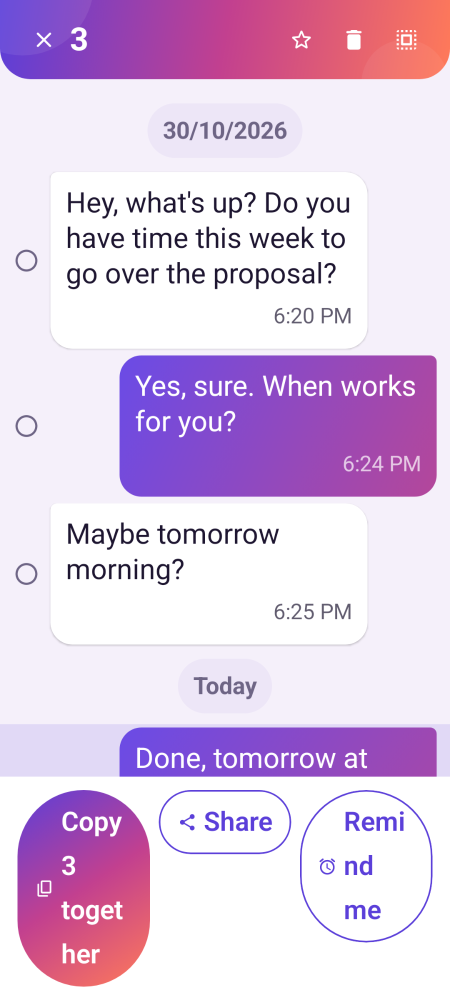 3
30/10/2026
Hey, what's up? Do you
have time this week to
go over the proposal?
6:20 PM
Yes, sure. When works
for you?
6:24 PM
Maybe tomorrow
morning?
6:25 PM
Today
Done, tomorrow at
Copy
3
toget
her
Share
Remi
nd
me